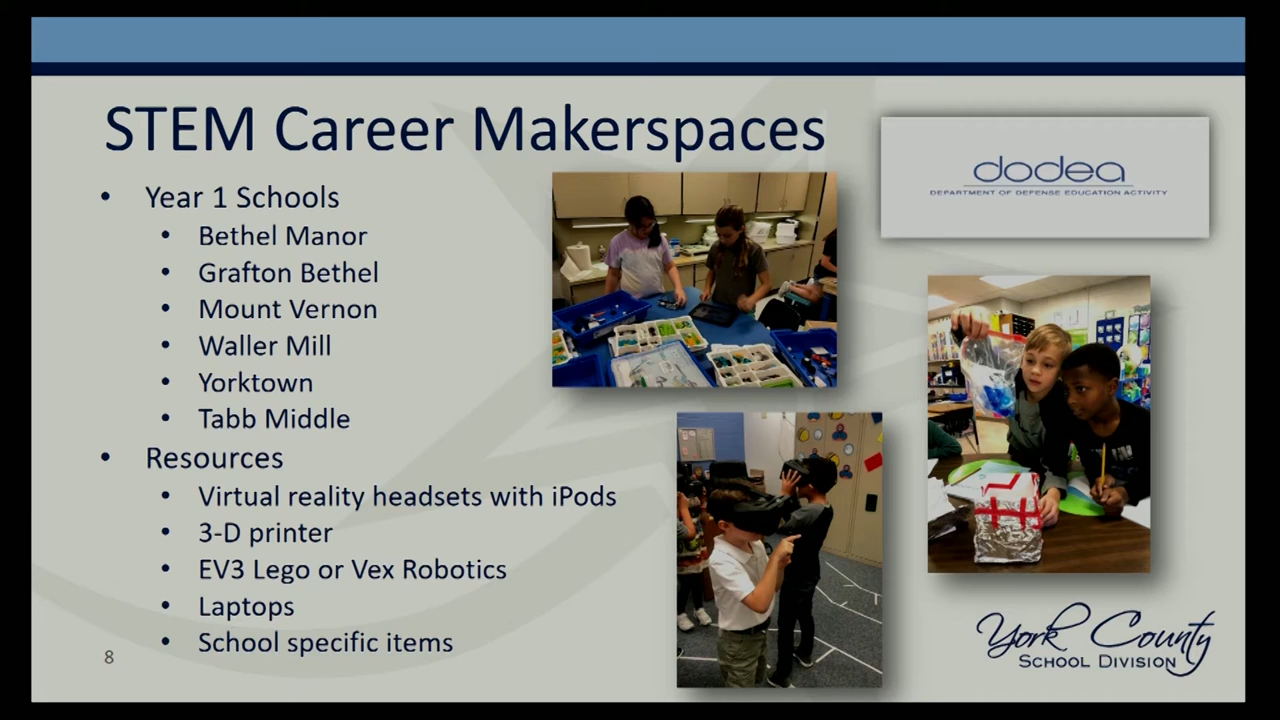 STEM Career Makerspaces
• Year 1 Schools
• Bethel Manor
• Grafton Bethel
• Mount Vernon
• Waller Mill
• Yorktown
• Tabb Middle
• Resources
• Virtual reality headsets with iPods
• 3-D printer
• EV3 Lego or Vex Robotics
• Laptops
• School specific items
8
dodea
DEPARTMENT OF DEFENSE EDUCATION ACTIVITY
York County
SCHOOL DIVISION